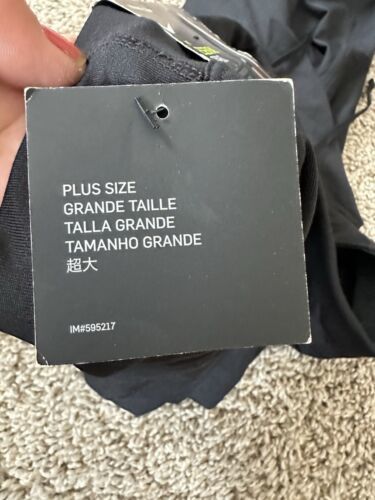 PLUS SIZE
GRANDE TAILLE
TALLA GRANDE
TAMANHO GRANDE
超大
IM#595217